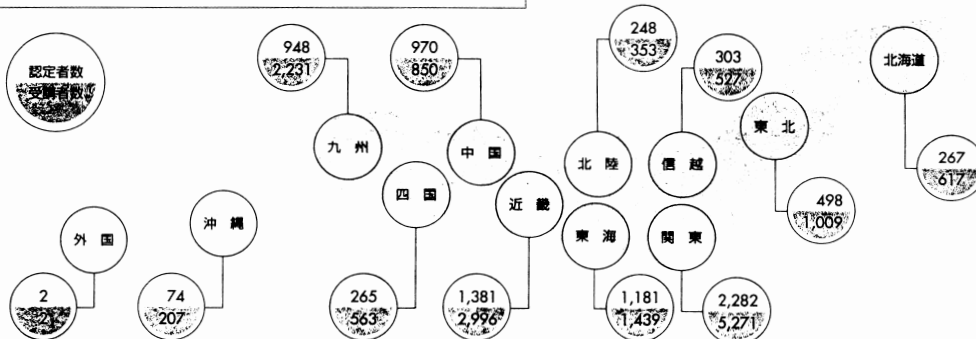 認定者数
受講者数
948
2,231
九州
970
850
中国
248
353
北陸
303
527
信越
東北
498
1,009
北海道
267
617
外国
2
21
沖縄
74
207
四国
265
563
近畿
1,381
2,996
東海
1,181
1,439
関東
2,282
5,271